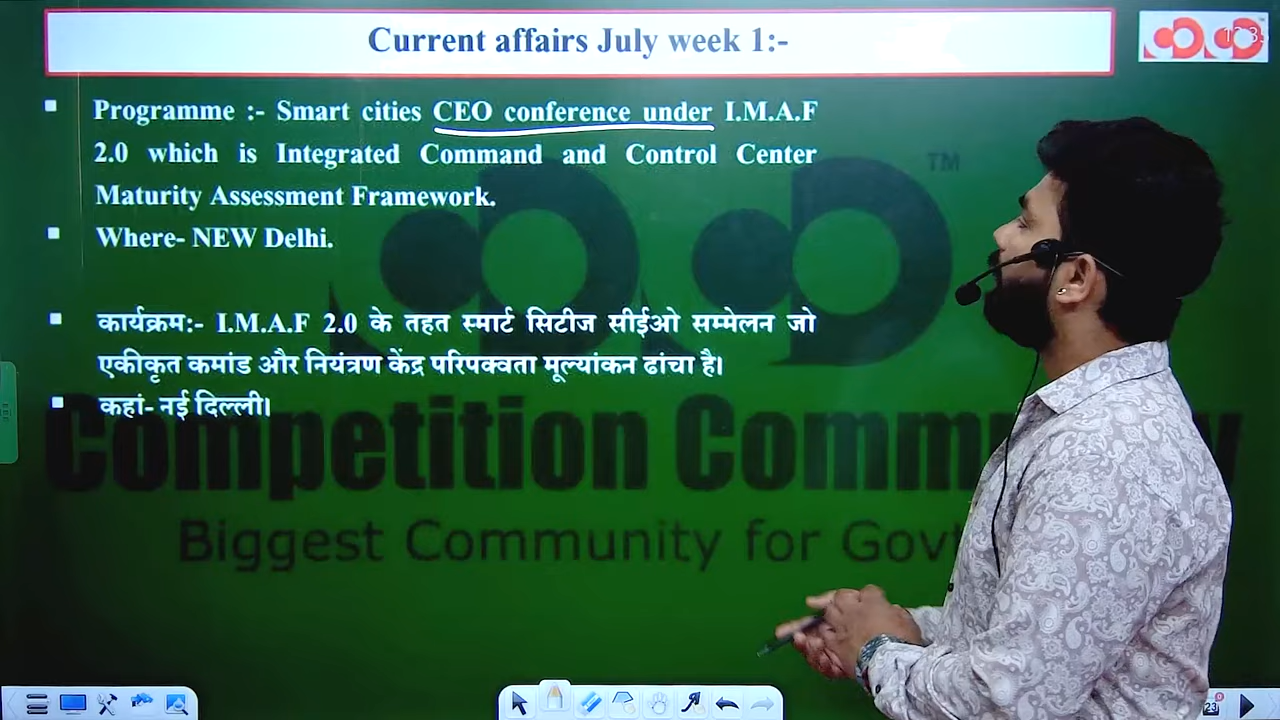 Current affairs July week 1:-
Programme :- Smart cities CEO conference under I.M.A.F
2.0 which is Integrated Command and Control Center
Maturity Assessment Framework.
Where- NEW Delhi.
कार्यक्रम:- I.M.A.F 2.0 के तहत स्मार्ट सिटीज सीईओ सम्मेलन जो
एकीकृत कमांड और नियंत्रण केंद्र परिपक्वता मूल्यांकन ढांचा है।
कहां- नई दिल्ली।
TM
Competition
Biggest Community for
23